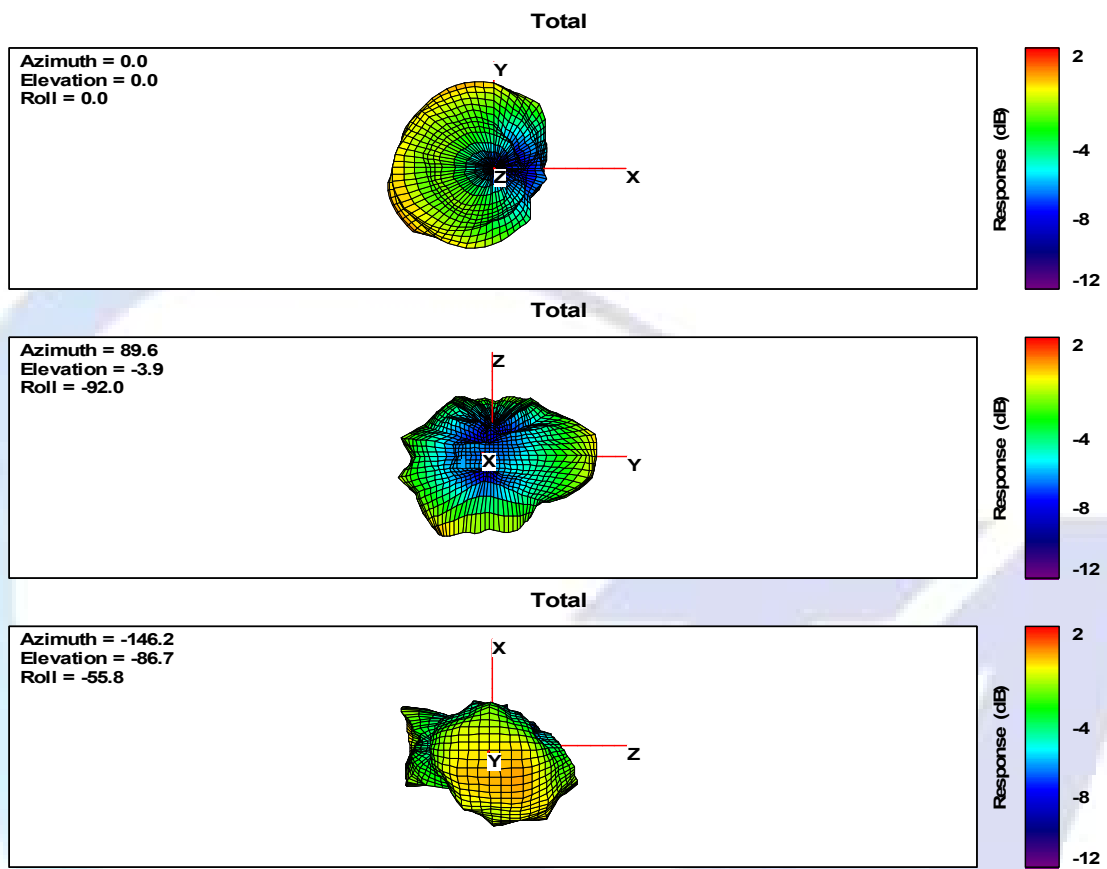 Total
Azimuth = 0.0
Elevation = 0.0
Roll = 0.0
Y
Z
X
Response (dB)
2
-4
-8
-12
Total
Azimuth = 89.6
Elevation = -3.9
Roll = -92.0
Z
X
Y
Response (dB)
2
-4
-8
-12
Total
Azimuth = -146.2
Elevation = -86.7
Roll = -55.8
X
Y
Z
Response (dB)
2
-4
-8
-12